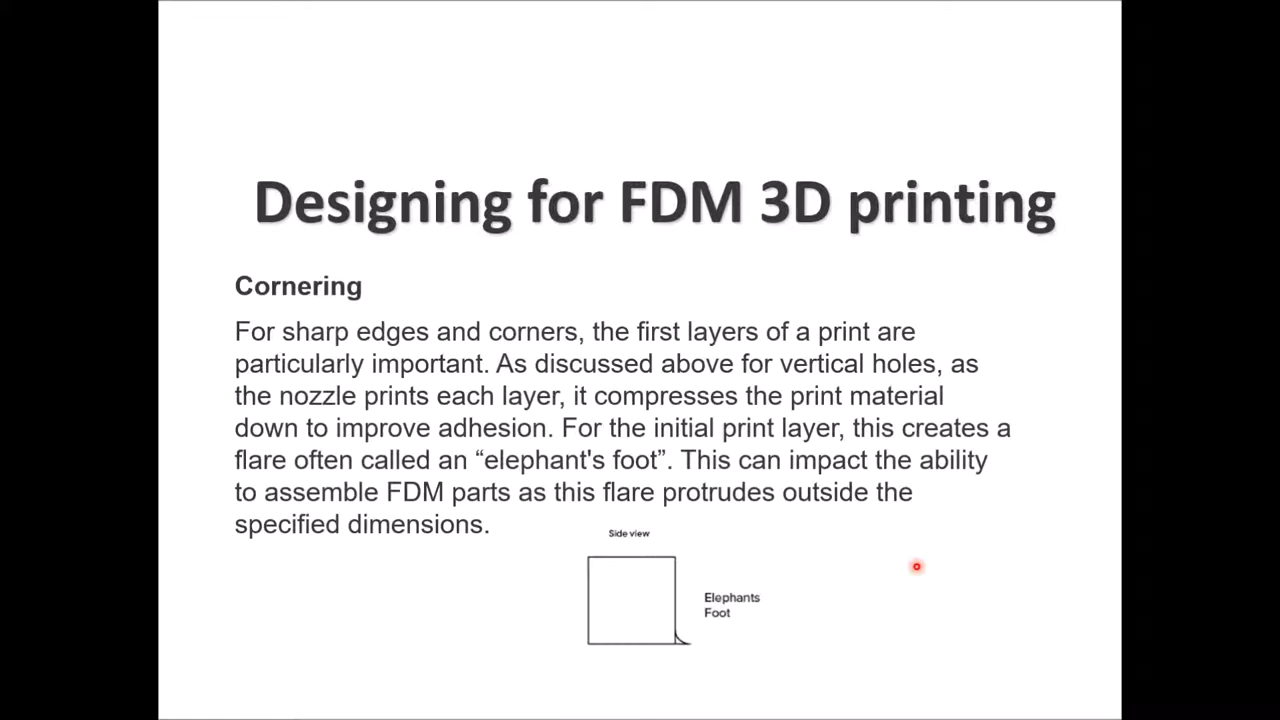 Designing for FDM 3D printing
Cornering
For sharp edges and corners, the first layers of a print are
particularly important. As discussed above for vertical holes, as
the nozzle prints each layer, it compresses the print material
down to improve adhesion. For the initial print layer, this creates a
flare often called an “elephant's foot”. This can impact the ability
to assemble FDM parts as this flare protrudes outside the
specified dimensions.
Side view
Elephants
Foot